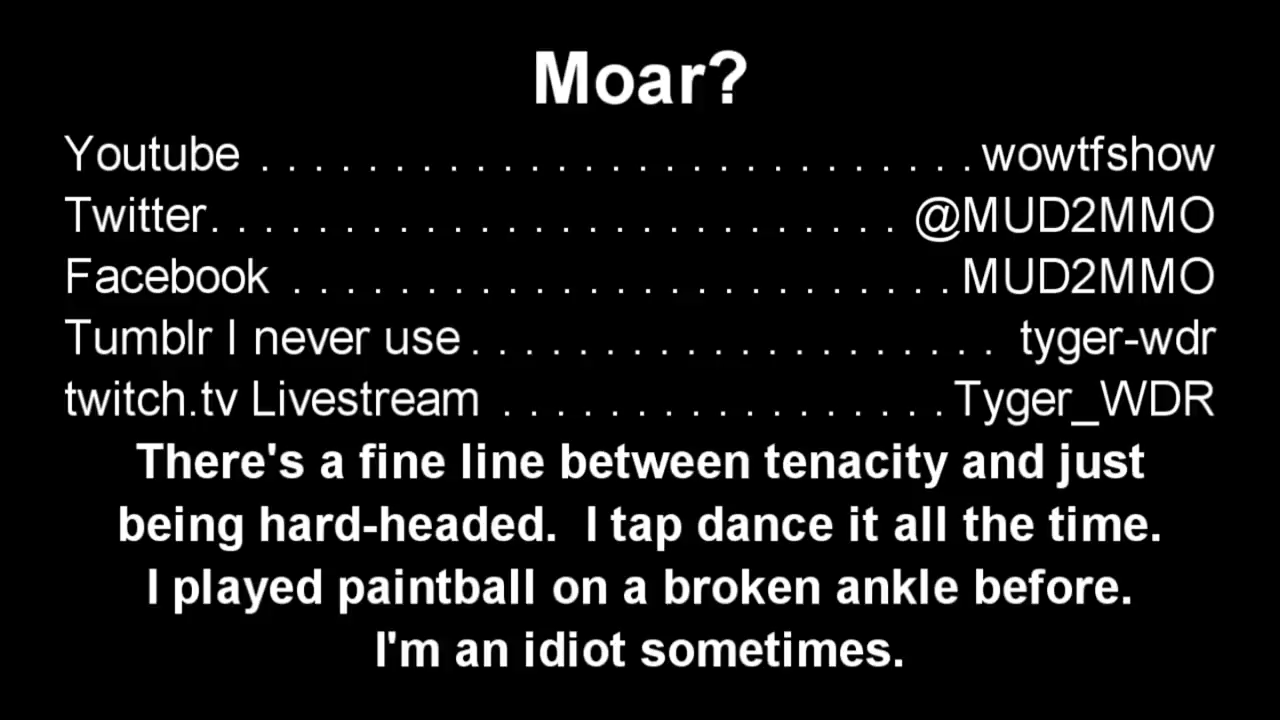 Moar?
Youtube . . . . . . . . . . . . . . . . . . . . . . . . . . . wowtfshow
Twitter. . . . . . . . . . . . . . . . . . . . . . . . . . @MUD2MMO
Facebook . . . . . . . . . . . . . . . . . . . . . . . . . MUD2MMO
Tumblr I never use. . . . . . . . . . . . . . . . . . . . tyger-wdr
twitch.tv Livestream . . . . . . . . . . . . . . . . . Tyger_WDR
There's a fine line between tenacity and just
being hard-headed.  I tap dance it all the time.
I played paintball on a broken ankle before.
I'm an idiot sometimes.